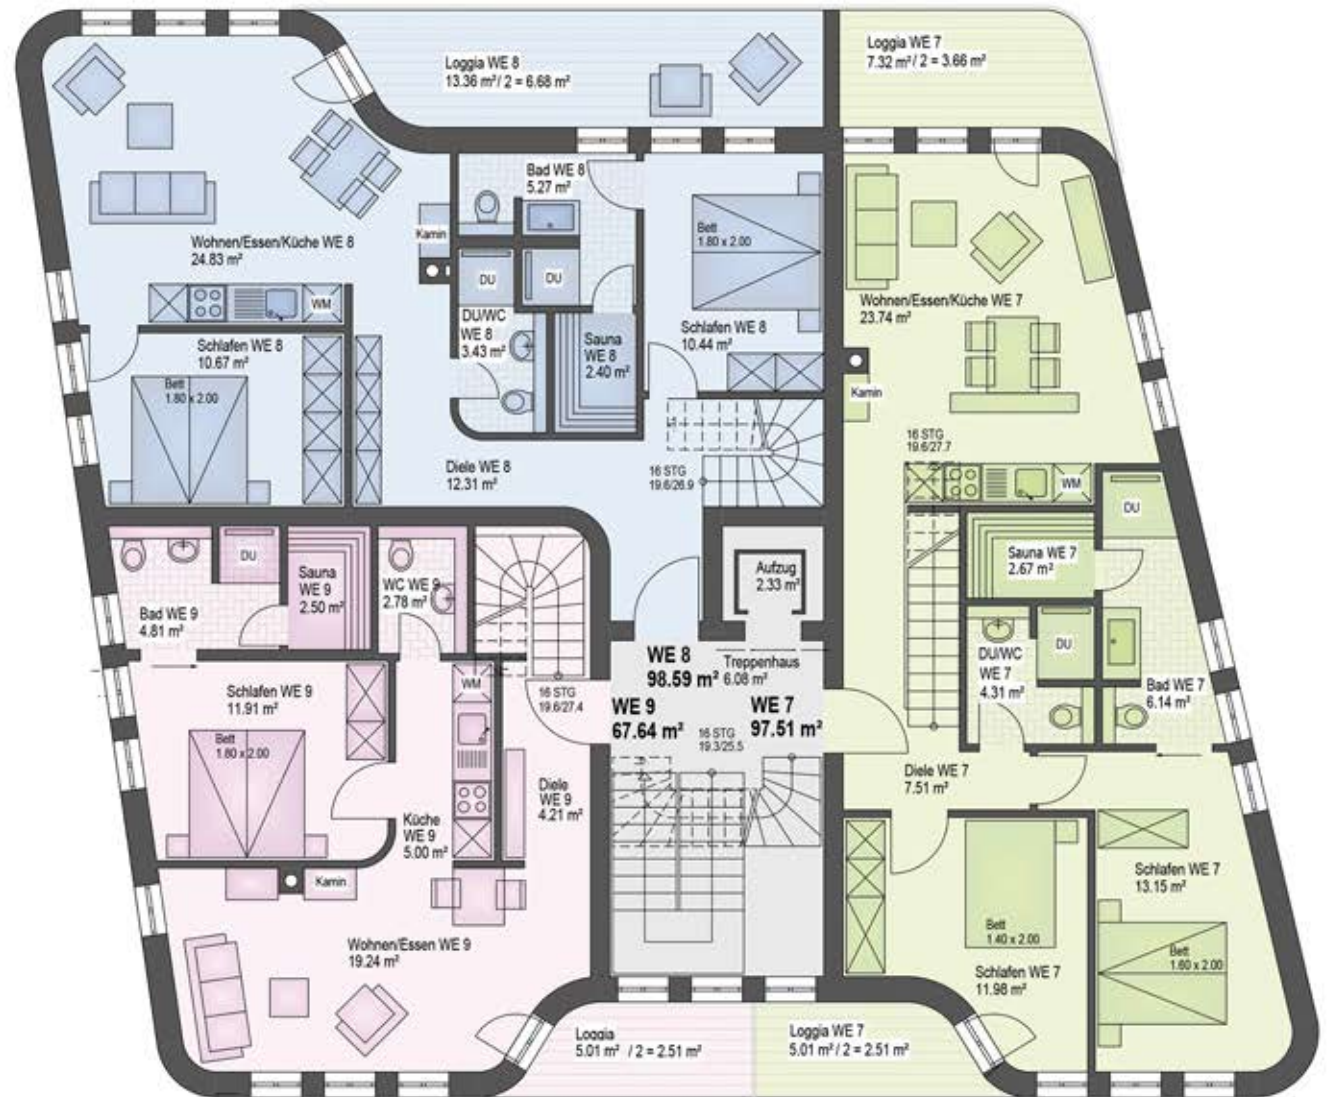 Loggia WE 8
13.36 m²/ 2 = 6.68 m²
Loggia WE 7
7.32 m²/ 2 = 3.66 m²
Wohnen/Essen/Küche WE 8
24.83 m²
Kamin
WM
Bad WE 8
5.27 m²
DU
DU
DU/WC
WE 8
3.43 m²
Sauna
WE 8
2.40 m²
Bett
1.80 x 2.00
Schlafen WE 8
10.44 m²
Schlafen WE 8
10.67 m²
Bett
1.80 x 2.00
Diele WE 8
12.31 m²
16 STG
19.6/26.9
Wohnen/Essen/Küche WE 7
23.74 m²
Kamin
16 STG
19.6/27.7
WM
DU
Sauna WE 7
2.67 m²
DU/WC
WE 7
4.31 m²
DU
Bad WE 7
6.14 m²
Aufzug
2.33 m²
Treppenhaus
6.08 m²
WE 8
98.59 m²
WE 9
67.64 m²
WE 7
97.51 m²
16 STG
19.3/25.5
Bad WE 9
4.81 m²
DU
Sauna
WE 9
2.50 m²
WC WE 9
2.78 m²
WM
16 STG
19.6/27.4
Schlafen WE 9
11.91 m²
Bett
1.80 x 2.00
Küche
WE 9
5.00 m²
Diele
WE 9
4.21 m²
Kamin
Wohnen/Essen WE 9
19.24 m²
Diele WE 7
7.51 m²
Bett
1.40 x 2.00
Schlafen WE 7
11.98 m²
Schlafen WE 7
13.15 m²
Bett
1.60 x 2.00
Loggia
5.01 m² / 2 = 2.51 m²
Loggia WE 7
5.01 m²/ 2 = 2.51 m²